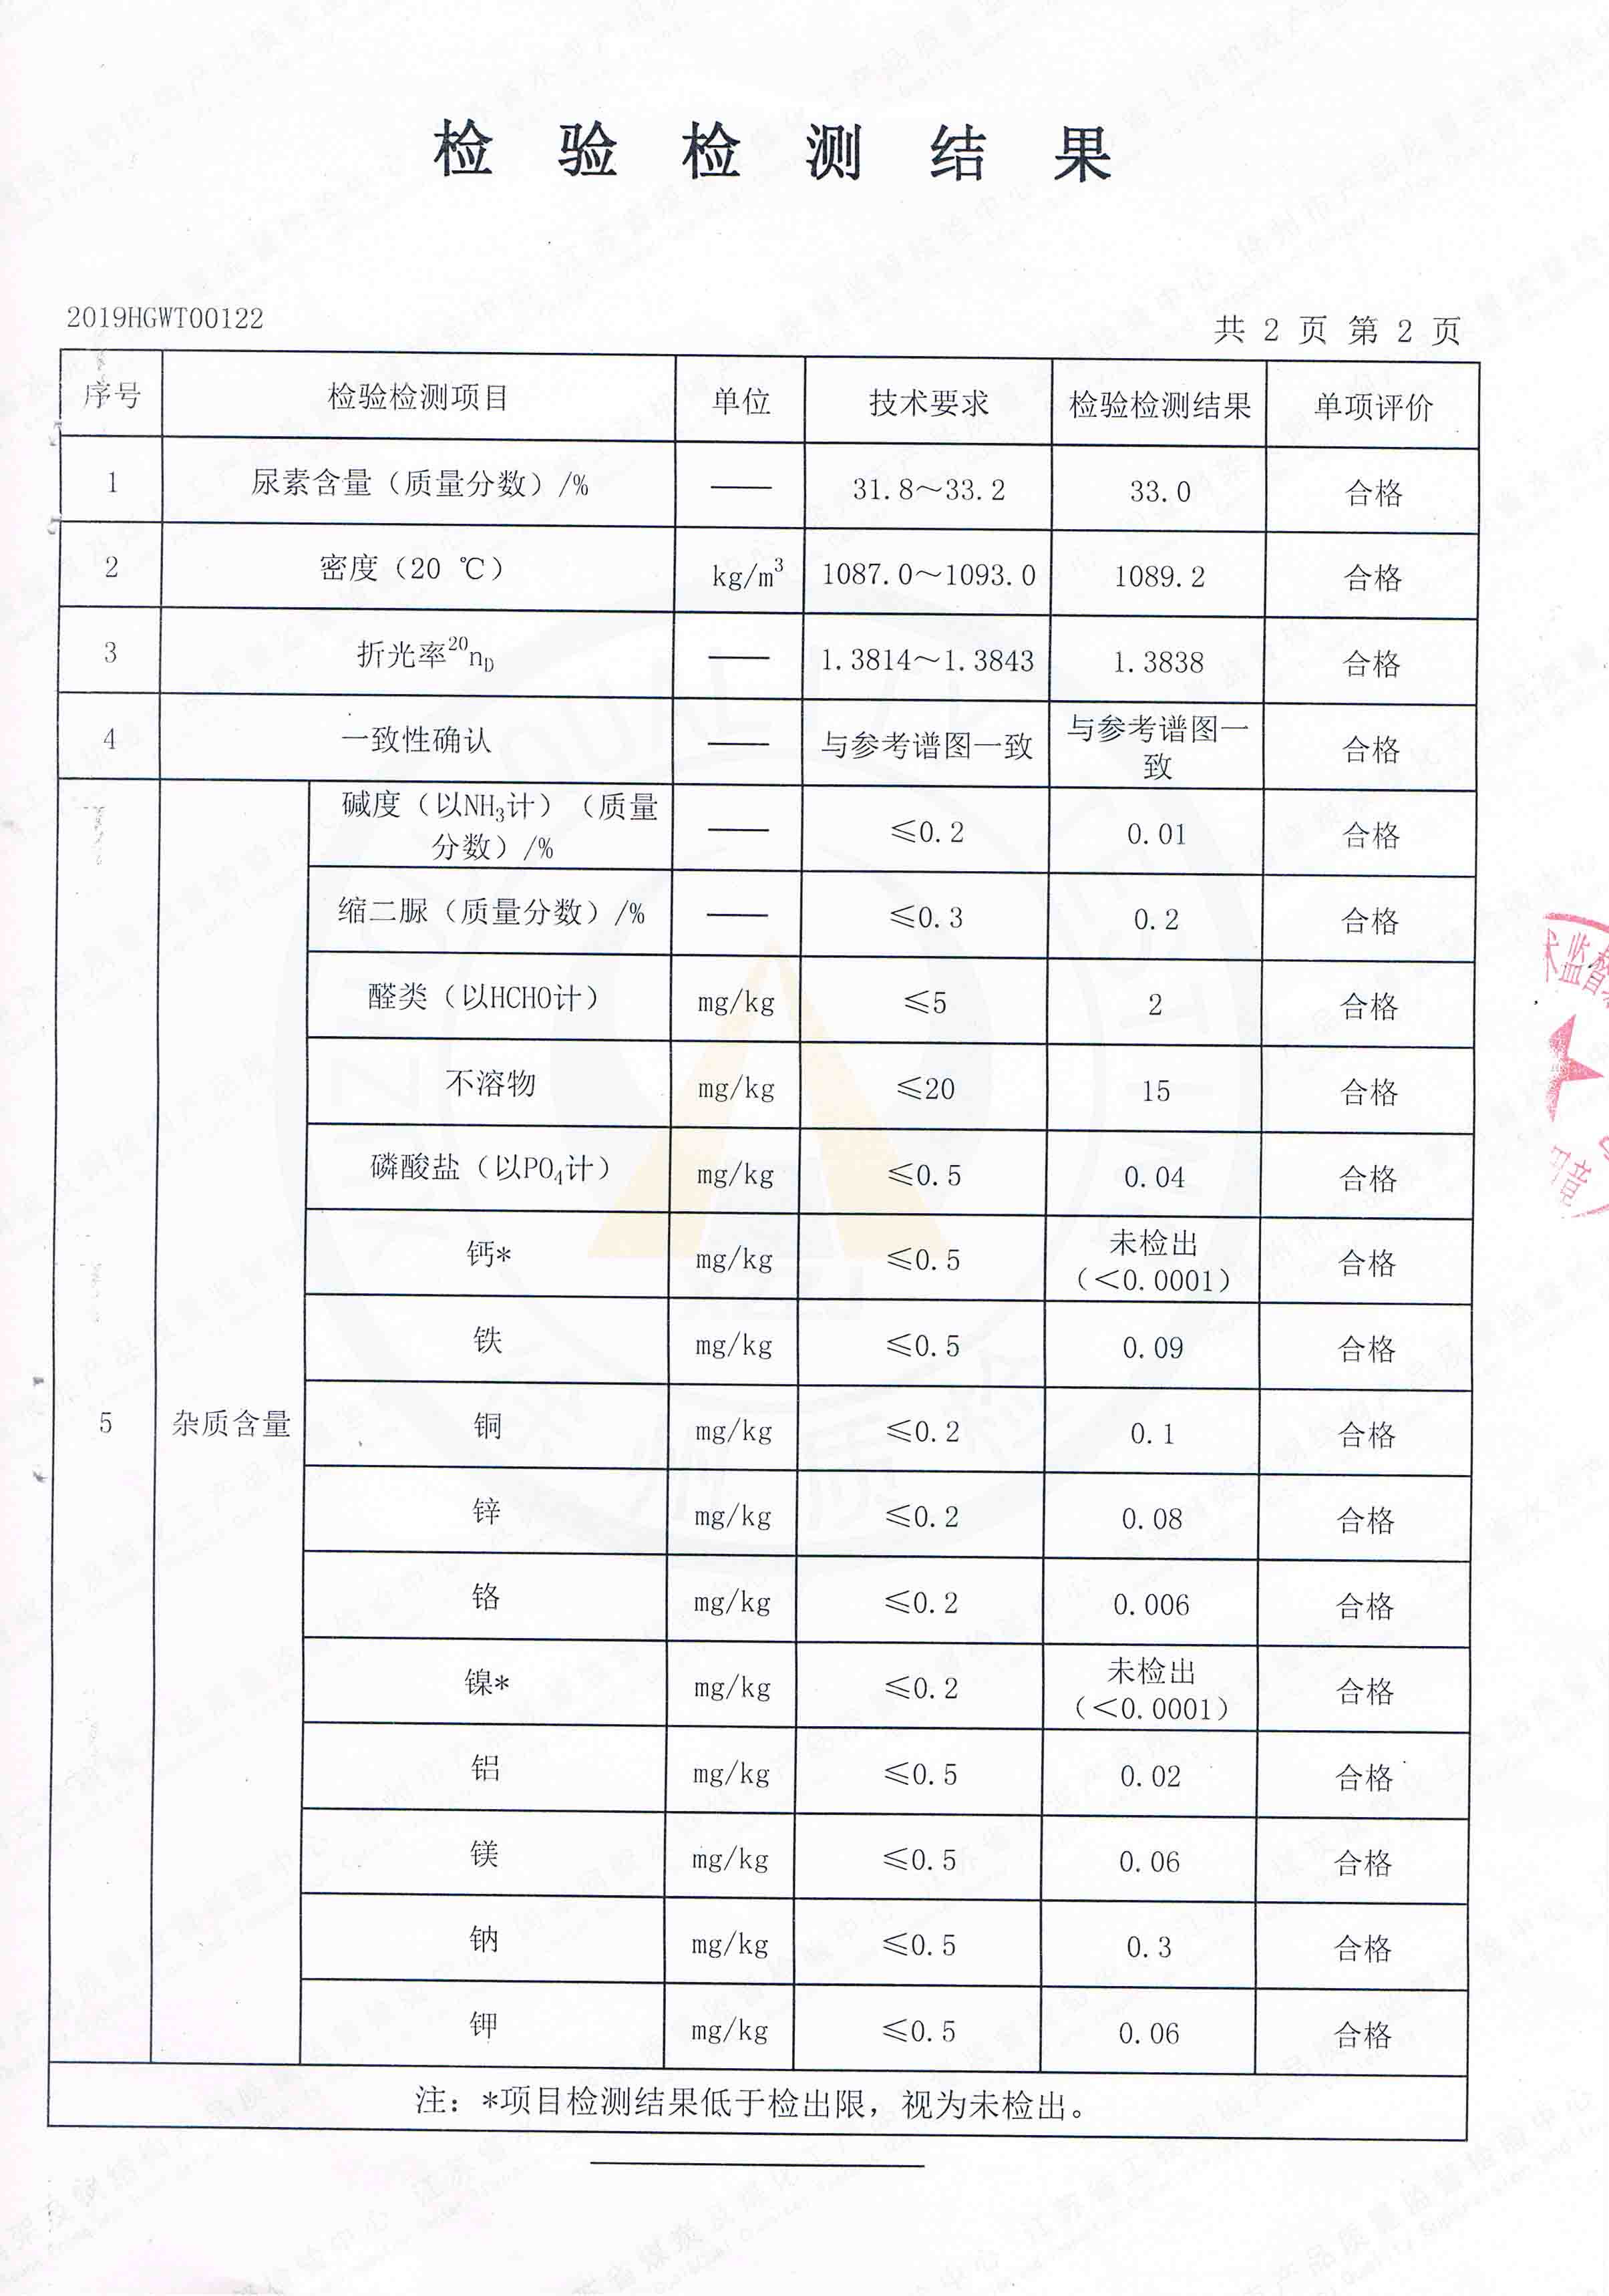 检验检测结果
2019HGWT00122
共 2 页 第 2 页
序号 检验检测项目 单位 技术要求 检验检测结果 单项评价
1 尿素含量（质量分数）/% —— 31.8～33.2 33.0 合格
2 密度（20 ℃） kg/m³ 1087.0～1093.0 1089.2 合格
3 折光率²⁰n_D —— 1.3814～1.3843 1.3838 合格
4 一致性确认 —— 与参考谱图一致 与参考谱图一
致 合格
碱度（以NH₃计）（质量
分数）/% —— ≤0.2 0.01 合格
缩二脲（质量分数）/% —— ≤0.3 0.2 合格
醛类（以HCHO计） mg/kg ≤5 2 合格
不溶物 mg/kg ≤20 15 合格
磷酸盐（以PO₄计） mg/kg ≤0.5 0.04 合格
钙* mg/kg ≤0.5 未检出
（＜0.0001） 合格
铁 mg/kg ≤0.5 0.09 合格
5 杂质含量 铜 mg/kg ≤0.2 0.1 合格
锌 mg/kg ≤0.2 0.08 合格
铬 mg/kg ≤0.2 0.006 合格
镍* mg/kg ≤0.2 未检出
（＜0.0001） 合格
铝 mg/kg ≤0.5 0.02 合格
镁 mg/kg ≤0.5 0.06 合格
钠 mg/kg ≤0.5 0.3 合格
钾 mg/kg ≤0.5 0.06 合格
注：*项目检测结果低于检出限，视为未检出。
术监督